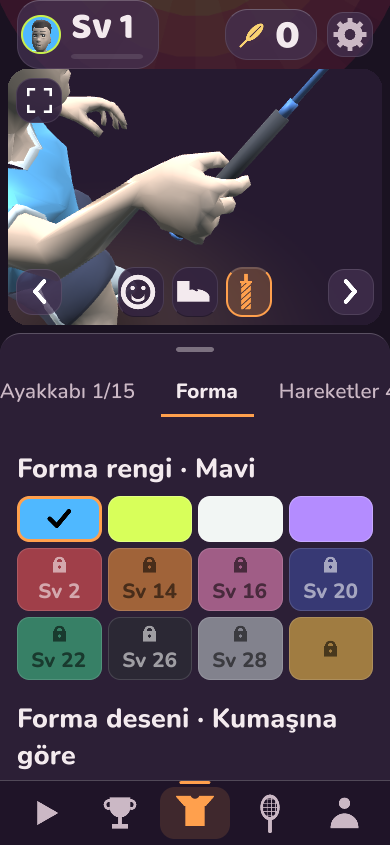 Sv 1
0
Ayakkabı 1/15
Forma
Hareketler 4
Forma rengi · Mavi
Sv 2
Sv 14
Sv 16
Sv 20
Sv 22
Sv 26
Sv 28
Forma deseni · Kumaşına
göre